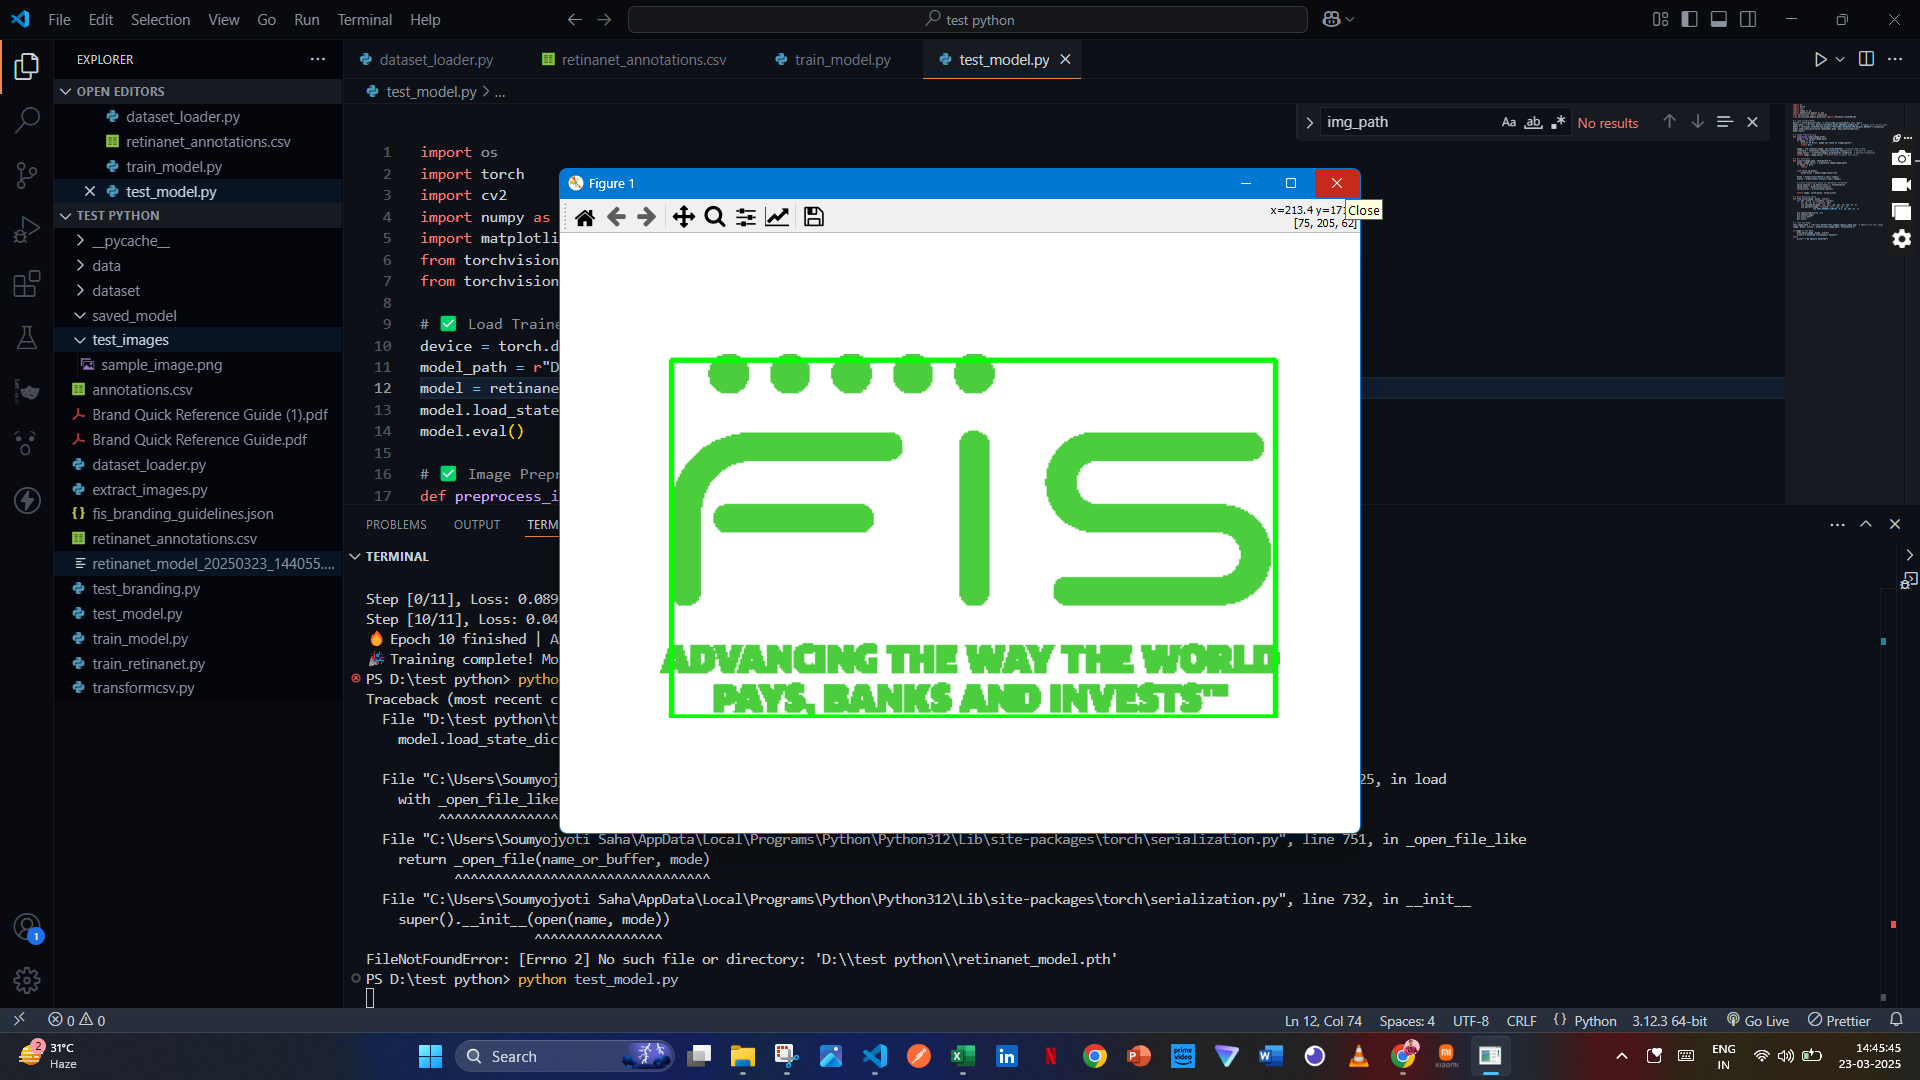 File Edit Selection View Go Run Terminal Help
test python
EXPLORER
dataset_loader.py
retinanet_annotations.csv
train_model.py
test_model.py
OPEN EDITORS
test_model.py > ...
dataset_loader.py
retinanet_annotations.csv
train_model.py
test_model.py
TEST PYTHON
__pycache__
data
dataset
saved_model
test_images
sample_image.png
annotations.csv
Brand Quick Reference Guide (1).pdf
Brand Quick Reference Guide.pdf
dataset_loader.py
extract_images.py
fis_branding_guidelines.json
retinanet_annotations.csv
retinanet_model_20250323_144055....
test_branding.py
test_model.py
train_model.py
train_retinanet.py
transformcsv.py
img_path
Aa ab
No results
1 import os
2 import torch
3 import cv2
4 import numpy as
5 import matplotli
6 from torchvision
7 from torchvision
8
9 # ✅ Load Traine
10 device = torch.d
11 model_path = r"D
12 model = retinane
13 model.load_state
14 model.eval()
15
16 # ✅ Image Prepr
17 def preprocess_i
Figure 1
x=213.4 y=171
[75, 205, 62]
Close
FIS
ADVANCING THE WAY THE WORLD
PAYS, BANKS AND INVESTS™
PROBLEMS OUTPUT TERM
TERMINAL
Step [0/11], Loss: 0.089
Step [10/11], Loss: 0.04
🔥 Epoch 10 finished | A
🎉 Training complete! Mo
PS D:\test python> pytho
Traceback (most recent c
File "D:\test python\t
model.load_state_dic
File "C:\Users\Soumyoj
25, in load
with _open_file_like
^^^^^^^^^^^^^^^
File "C:\Users\Soumyojyoti Saha\AppData\Local\Programs\Python\Python312\Lib\site-packages\torch\serialization.py", line 751, in _open_file_like
return _open_file(name_or_buffer, mode)
^^^^^^^^^^^^^^^^^^^^^^^^^^^^^^^^
File "C:\Users\Soumyojyoti Saha\AppData\Local\Programs\Python\Python312\Lib\site-packages\torch\serialization.py", line 732, in __init__
super().__init__(open(name, mode))
^^^^^^^^^^^^^^^^
FileNotFoundError: [Errno 2] No such file or directory: 'D:\\test python\\retinanet_model.pth'
PS D:\test python> python test_model.py
1
0 0
Ln 12, Col 74 Spaces: 4 UTF-8 CRLF {} Python 3.12.3 64-bit Go Live Prettier
2
31°C
Haze
Search
prime video
xiaomi
ENG
IN
14:45:45
23-03-2025